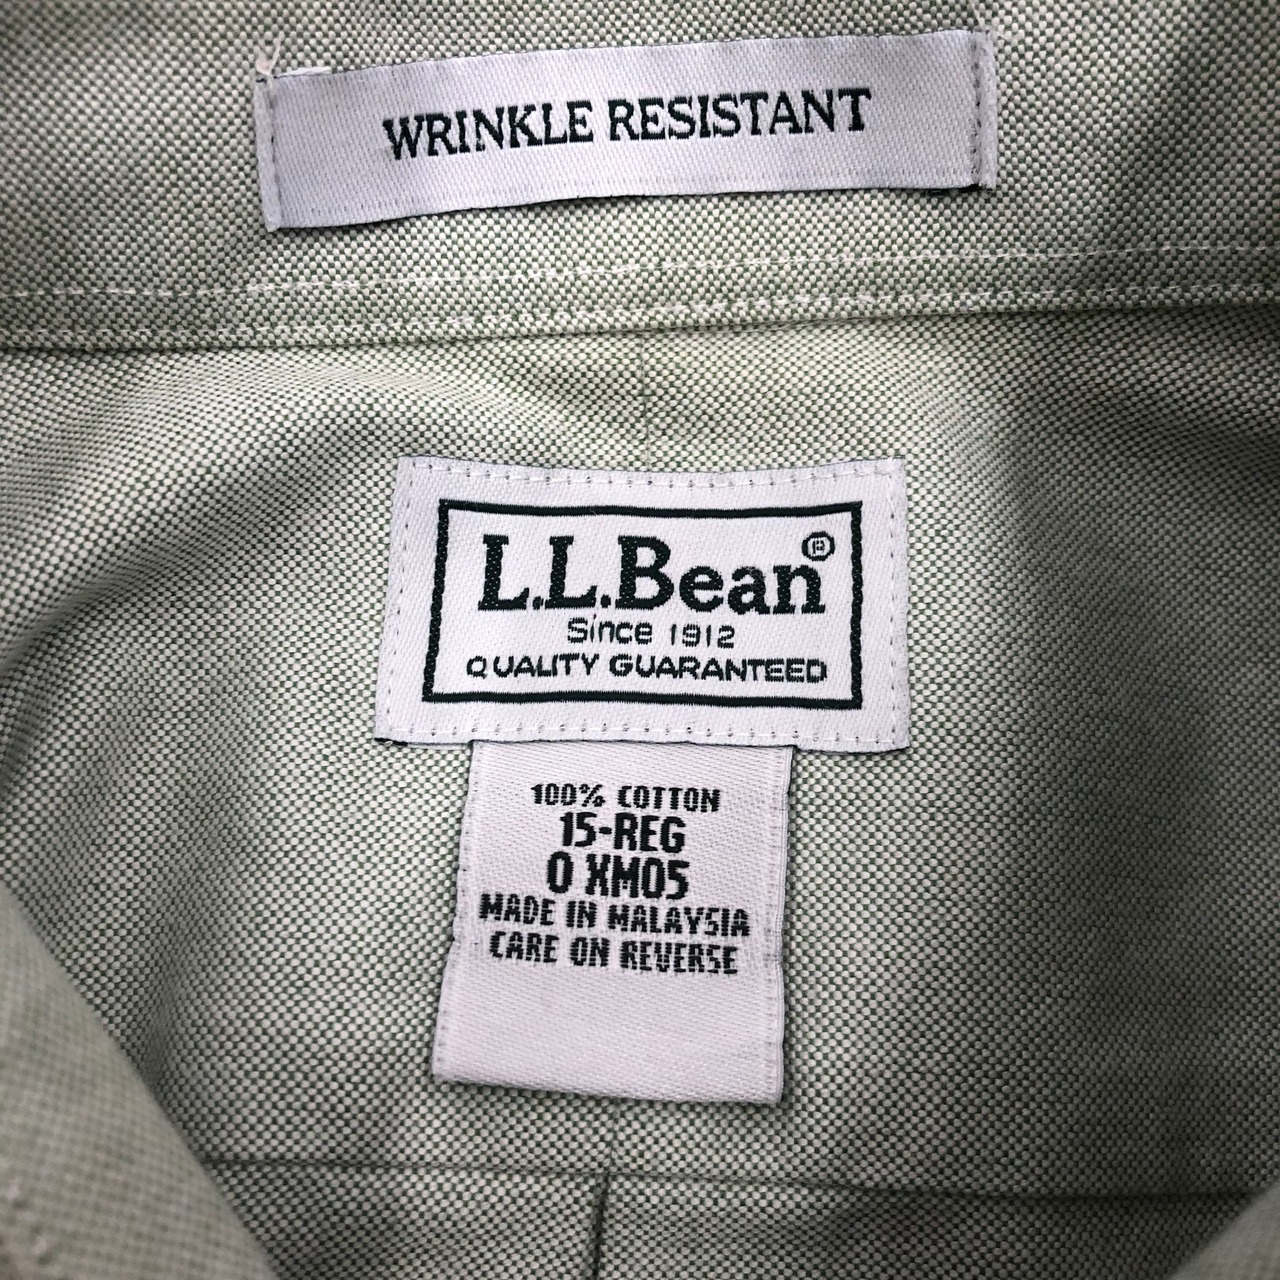 WRINKLE RESISTANT
L.L.Bean®
Since 1912
QUALITY GUARANTEED
100% COTTON
15-REG
0 XM05
MADE IN MALAYSIA
CARE ON REVERSE